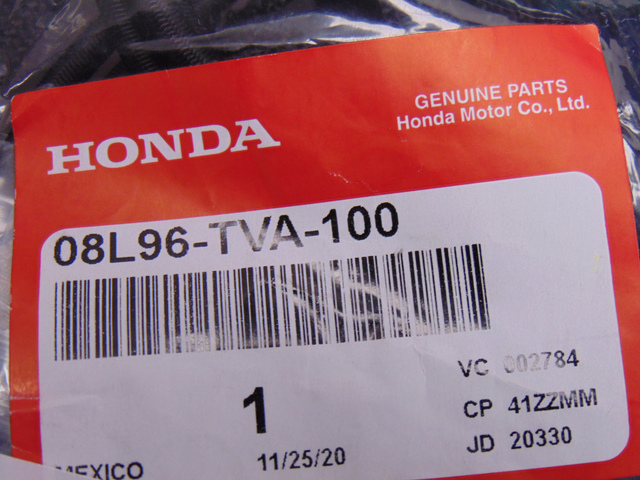 GENUINE PARTS
Honda Motor Co., Ltd.
HONDA
08L96-TVA-100
VC 002784
1
CP 41ZZMM
JD 20330
MEXICO
11/25/20